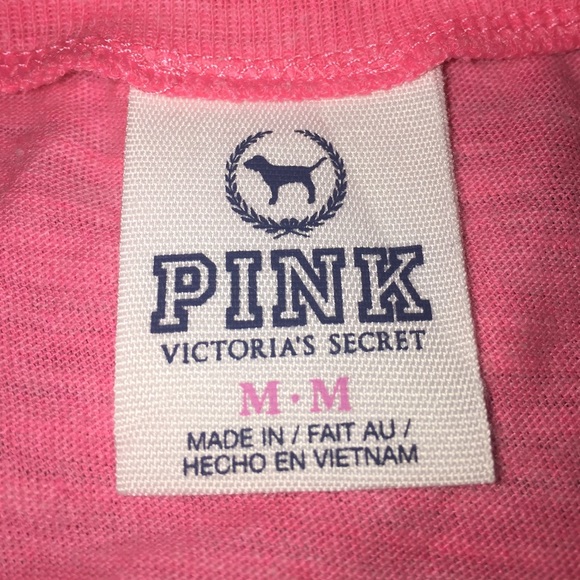 PINK
VICTORIA'S SECRET
M • M
MADE IN / FAIT AU /
HECHO EN VIETNAM